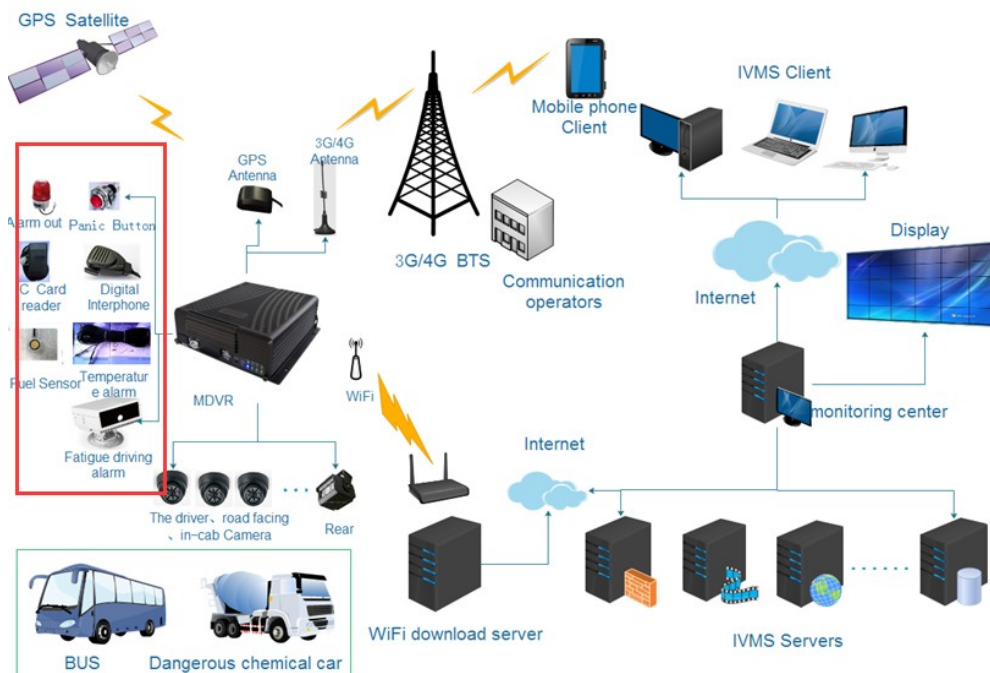 GPS Satellite
IVMS Client
Mobile phone
Client
3G/4G
Antenna
GPS
Antenna
Alarm out
Panic Button
Display
3G/4G BTS
Communication
operators
Internet
C Card
reader
Digital
Interphone
WiFi
Fuel Sensor
Temperatur
e alarm
MDVR
monitoring center
Fatigue driving
alarm
Internet
The driver、road facing
、in-cab Camera
Rear
WiFi download server
IVMS Servers
BUS
Dangerous chemical car